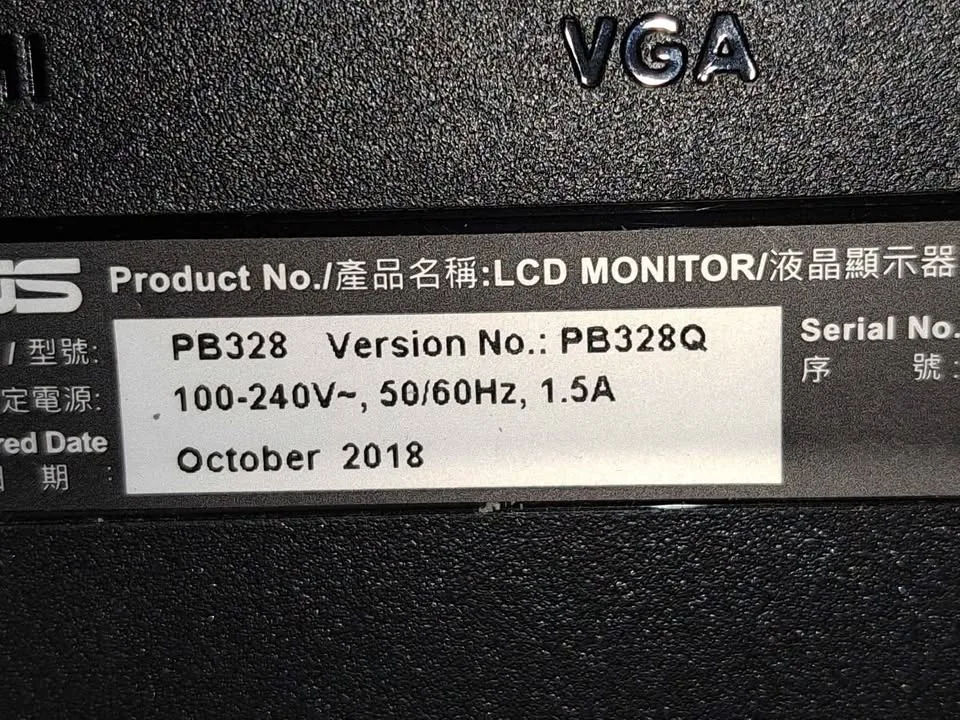 VGA
Product No./產品名稱:LCD MONITOR/液晶顯示器
/ 型號: PB328 Version No.: PB328Q Serial No.
定電源: 100-240V~, 50/60Hz, 1.5A 序 號:
red Date October 2018
期 :